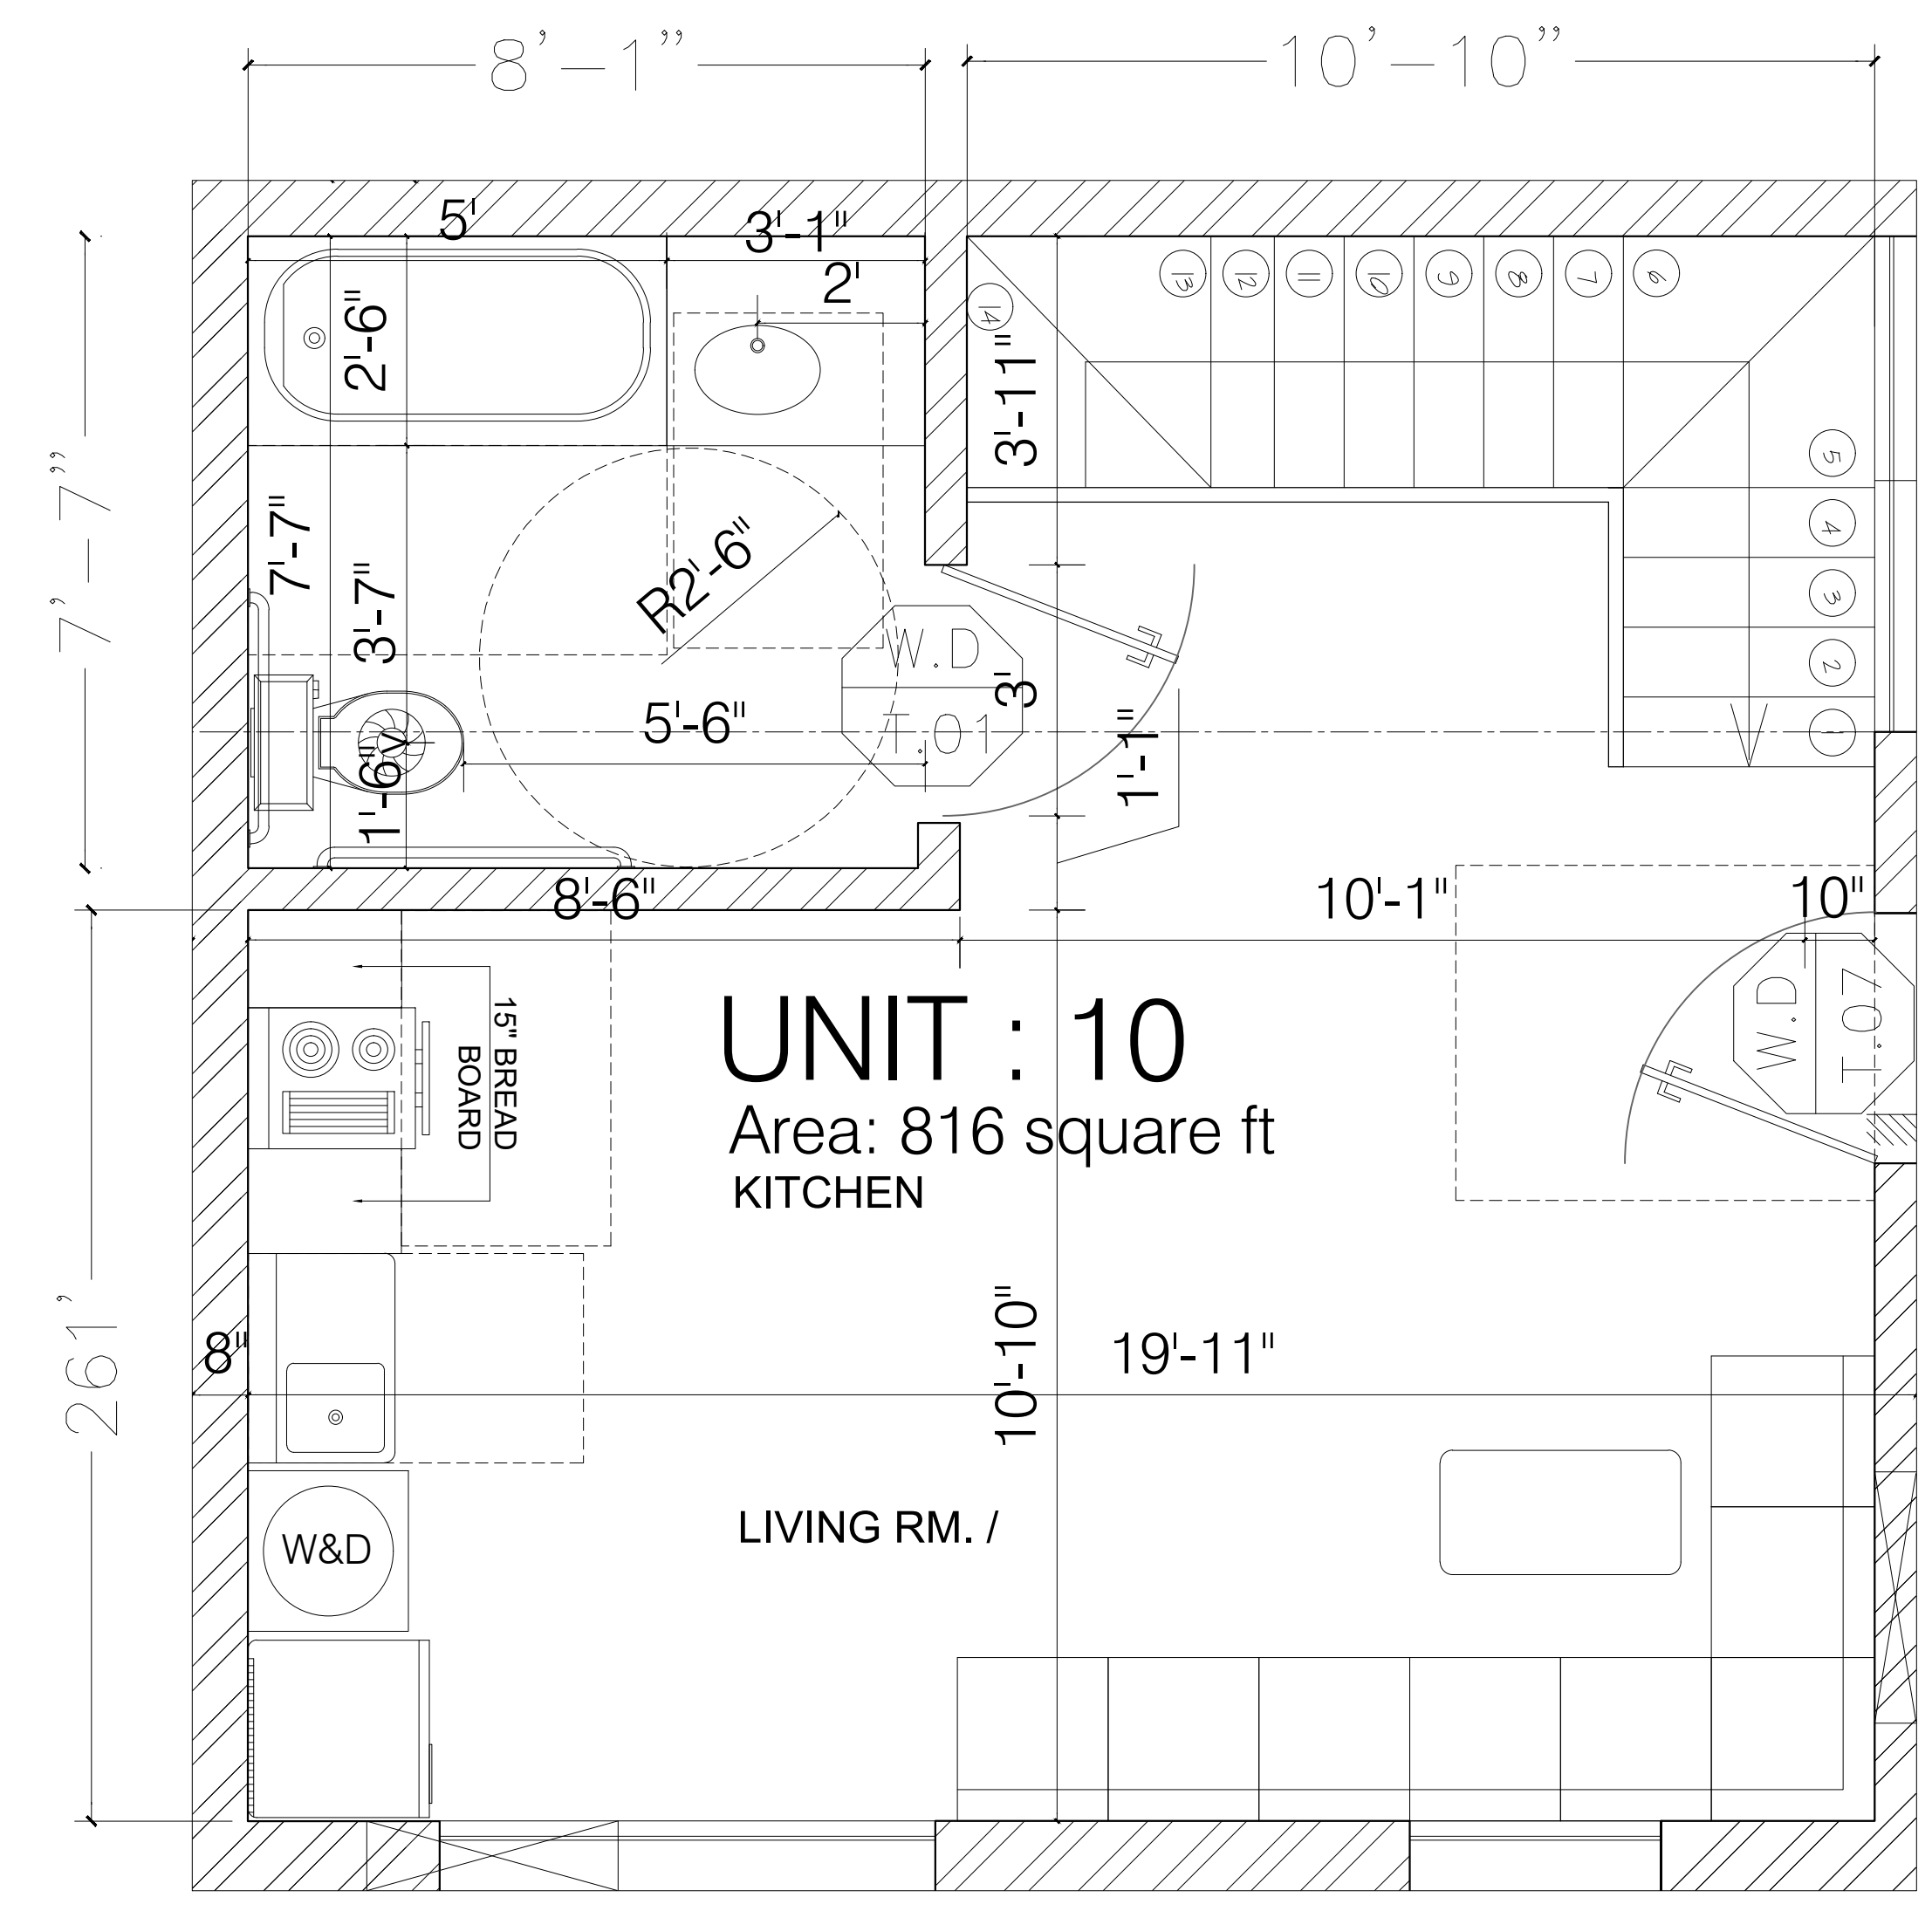 8'-1"
10'-10"
5'
3'-1"
2'
2'-6"
3'-11"
14
13
12
11
10
9
8
7
6
5
4
3
2
1
7'-7"
7'-7"
3'-7"
R2'-6"
W.D
T.01
3'
5'-6"
1'-1"
1'-6"
8'-6"
10'-1"
10"
W.D
T.07
15" BREAD
BOARD
UNIT : 10
Area: 816 square ft
KITCHEN
261'
8"
10'-10"
19'-11"
LIVING RM. /
W&D